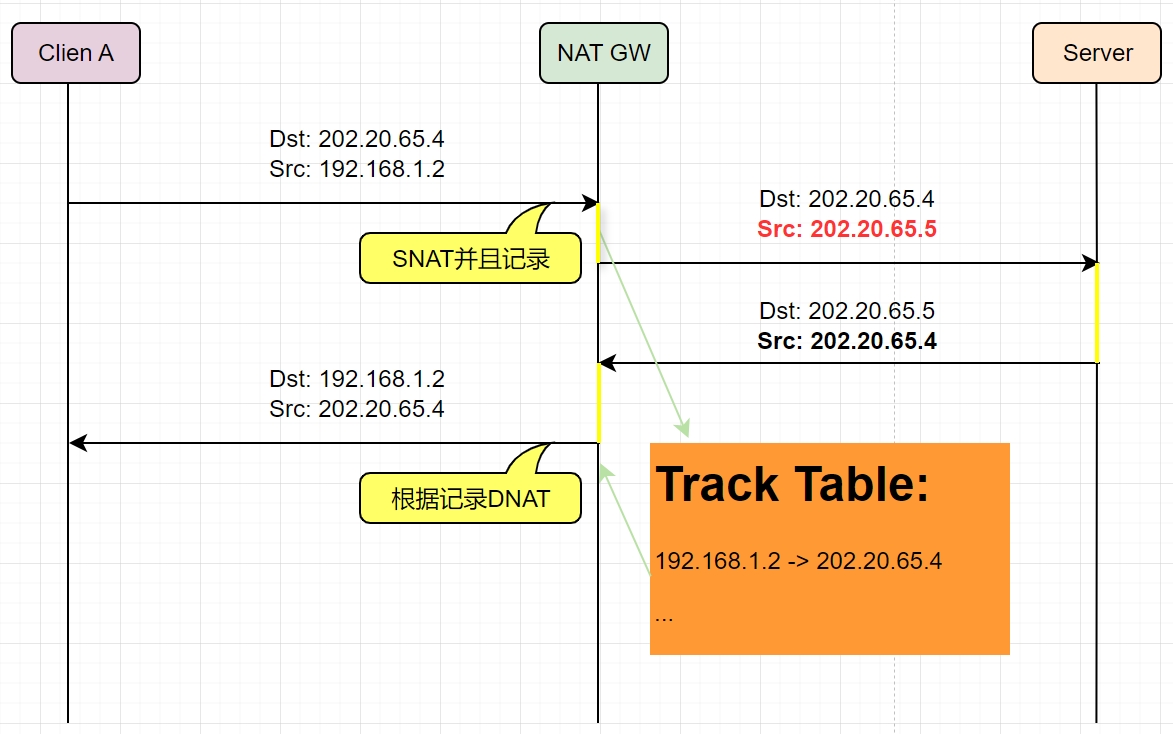 Clien A
NAT GW
Server
Dst: 202.20.65.4
Src: 192.168.1.2
Dst: 202.20.65.4
Src: 202.20.65.5
SNAT并且记录
Dst: 202.20.65.5
Src: 202.20.65.4
Dst: 192.168.1.2
Src: 202.20.65.4
根据记录DNAT
Track Table:
192.168.1.2 -> 202.20.65.4
...